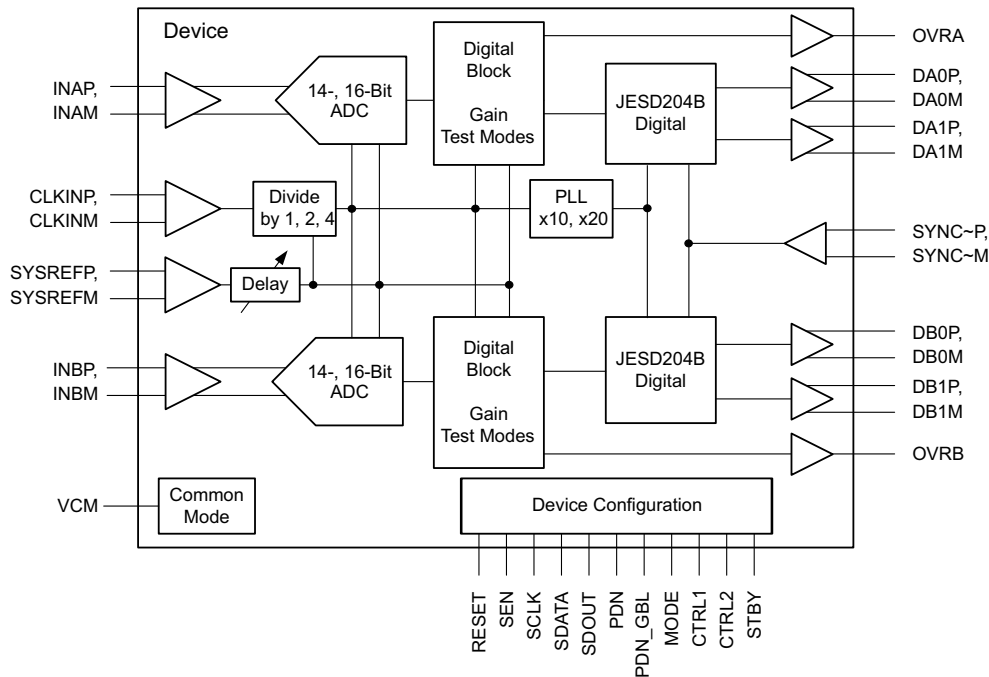 Device
OVRA
Digital
Block
Gain
Test Modes
INAP,
INAM
14-, 16-Bit
ADC
JESD204B
Digital
DA0P,
DA0M
DA1P,
DA1M
CLKINP,
CLKINM
Divide
by 1, 2, 4
PLL
x10, x20
SYNC~P,
SYNC~M
SYSREFP,
SYSREFM
Delay
INBP,
INBM
14-, 16-Bit
ADC
Digital
Block
Gain
Test Modes
JESD204B
Digital
DB0P,
DB0M
DB1P,
DB1M
OVRB
VCM
Common
Mode
Device Configuration
RESET
SEN
SCLK
SDATA
SDOUT
PDN
PDN_GBL
MODE
CTRL1
CTRL2
STBY